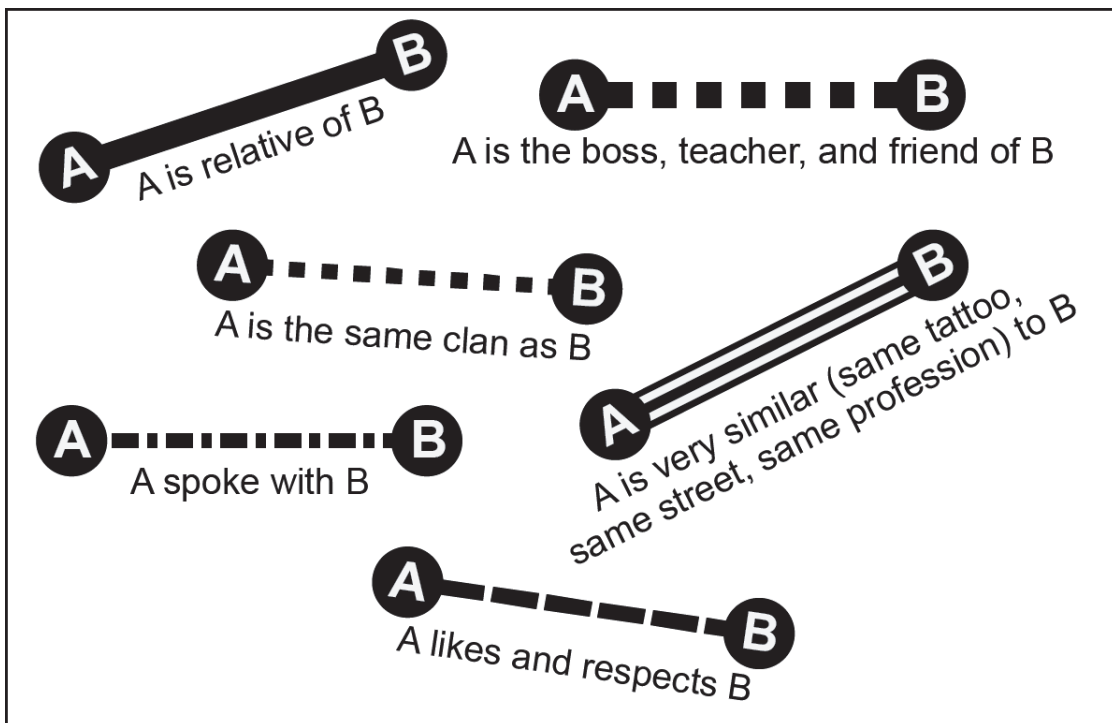 A B
A is relative of B
A B
A is the boss, teacher, and friend of B
A B
A is the same clan as B
A B
A is very similar (same tattoo,
same street, same profession) to B
A B
A spoke with B
A B
A likes and respects B